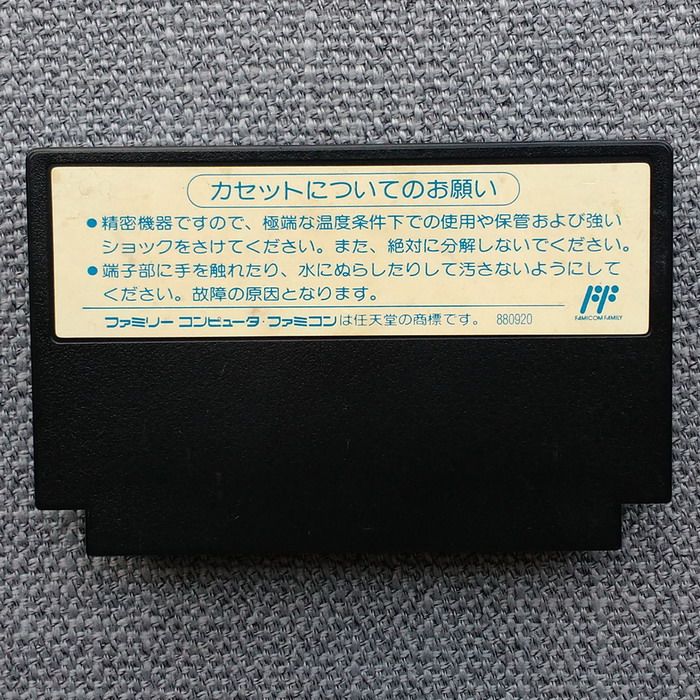 カセットについてのお願い
●精密機器ですので、極端な温度条件下での使用や保管および強い
ショックをさけてください。また、絶対に分解しないでください。
●端子部に手を触れたり、水にぬらしたりして汚さないようにして
ください。故障の原因となります。
ファミリー コンピュータ・ファミコンは任天堂の商標です。 880920
FAMICOM FAMILY